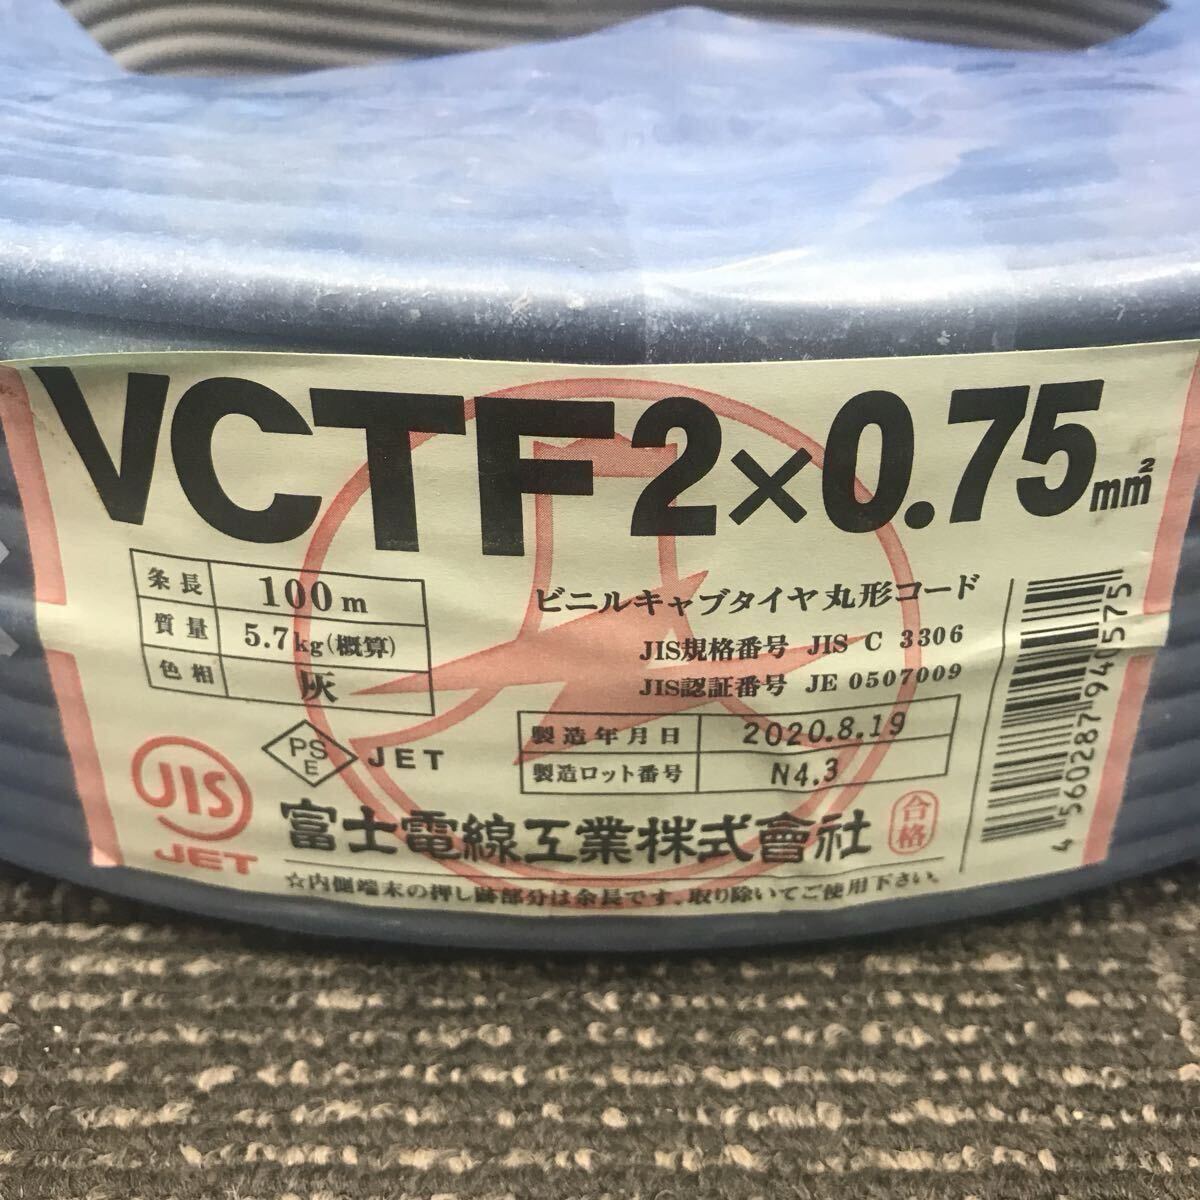 VCTF2×0.75mm²
条長 100m
質量 5.7kg(概算)
色相 灰
ビニルキャブタイヤ丸形コード
JIS規格番号 JIS C 3306
JIS認証番号 JE 0507009
PSE JET
製造年月日 2020.8.19
製造ロット番号 N4.3
JIS
JET
富士電線工業株式會社
合格
☆内側端末の押し跡部分は余長です。取り除いてご使用下さい。
4 560287 940575